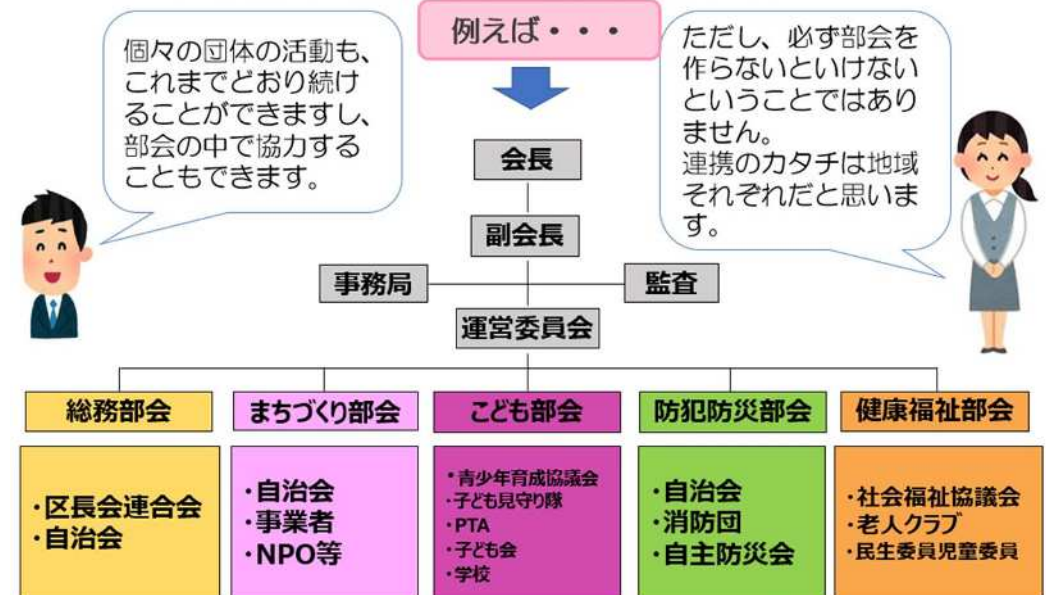 例えば・・・
個々の団体の活動も、
これまでどおり続け
ることができますし、
部会の中で協力する
こともできます。
ただし、必ず部会を
作らないといけない
ということではあり
ません。
連携のカタチは地域
それぞれだと思いま
す。
会長
副会長
事務局
監査
運営委員会
総務部会
・区長会連合会
・自治会
まちづくり部会
・自治会
・事業者
・NPO等
こども部会
・青少年育成協議会
・子ども見守り隊
・PTA
・子ども会
・学校
防犯防災部会
・自治会
・消防団
・自主防災会
健康福祉部会
・社会福祉協議会
・老人クラブ
・民生委員児童委員